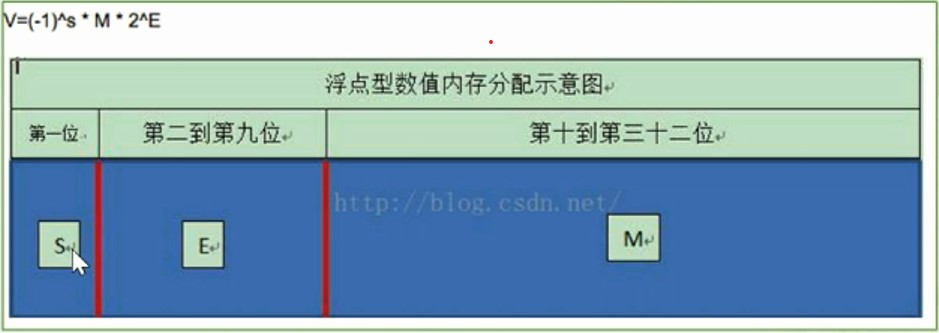 V=(-1)^s * M * 2^E
浮点型数值内存分配示意图
第一位
第二到第九位
第十到第三十二位
http://blog.csdn.net/
S
E
M